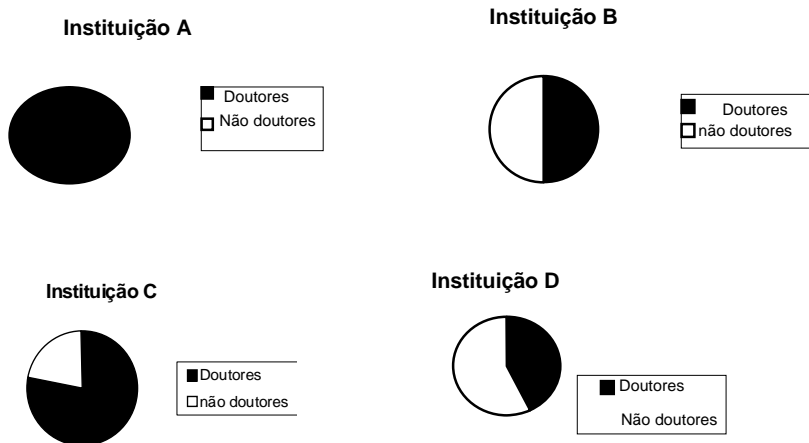 Instituição A
Doutores
Não doutores
Instituição B
Doutores
não doutores
Instituição C
Doutores
não doutores
Instituição D
Doutores
Não doutores